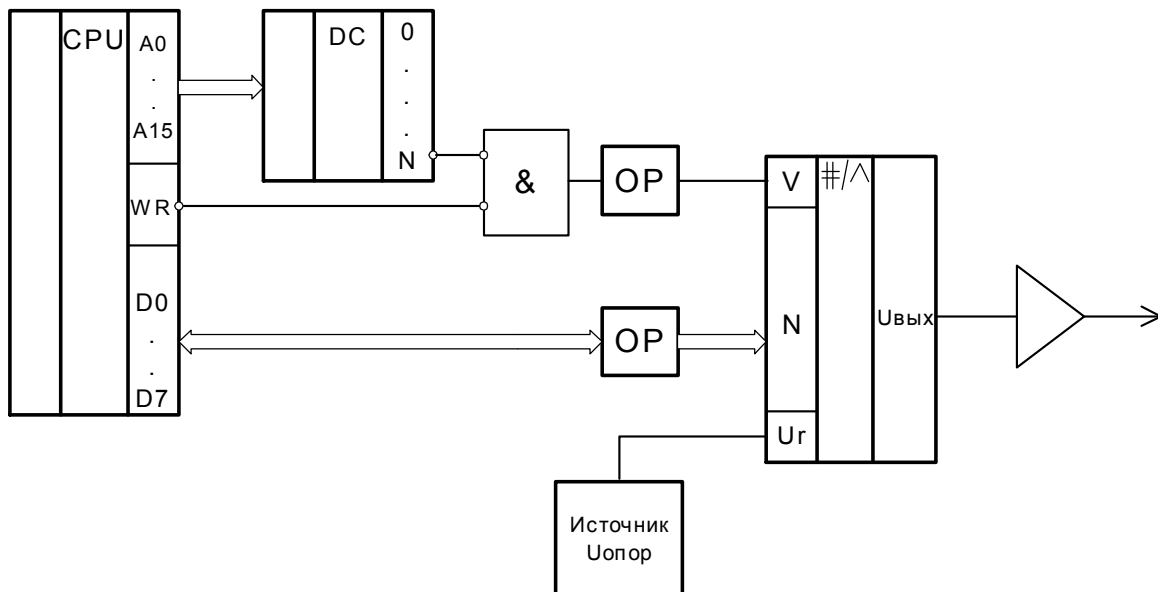 CPU
A0
.
.
A15
WR
D0
.
.
D7
DC
0
.
.
.
N
&
OP
OP
V
#/^
N
Ur
Uвых
Источник
Uопор